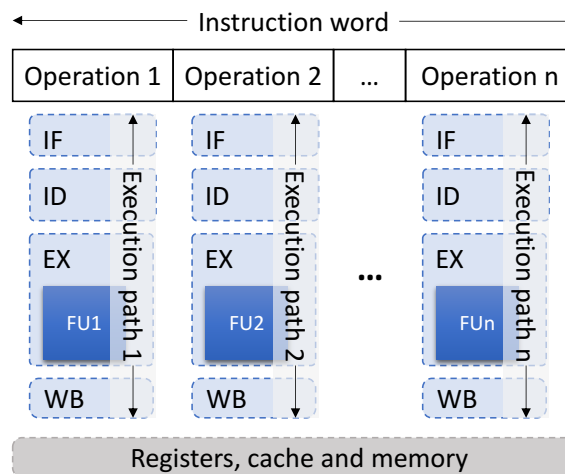 Instruction word
Operation 1 Operation 2 ... Operation n
IF IF IF
ID ID ID
EX EX EX
...
FU1 FU2 FUn
WB WB WB
Execution path 1
Execution path 2
Execution path n
Registers, cache and memory